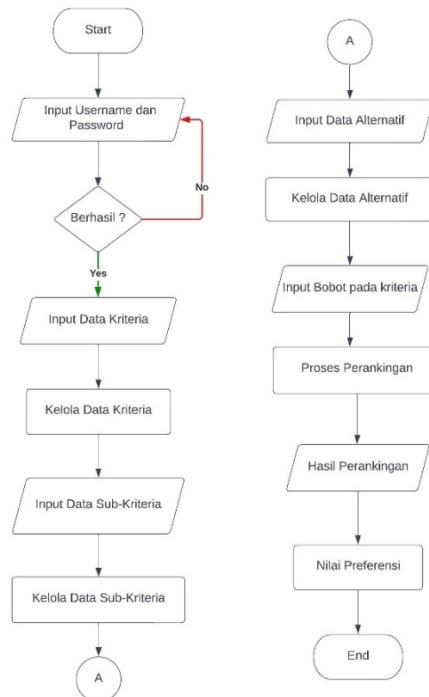 Start
Input Username dan
Password
No
Berhasil ?
Yes
Input Data Kriteria
Kelola Data Kriteria
Input Data Sub-Kriteria
Kelola Data Sub-Kriteria
A
A
Input Data Alternatif
Kelola Data Alternatif
Input Bobot pada kriteria
Proses Perankingan
Hasil Perankingan
Nilai Preferensi
End